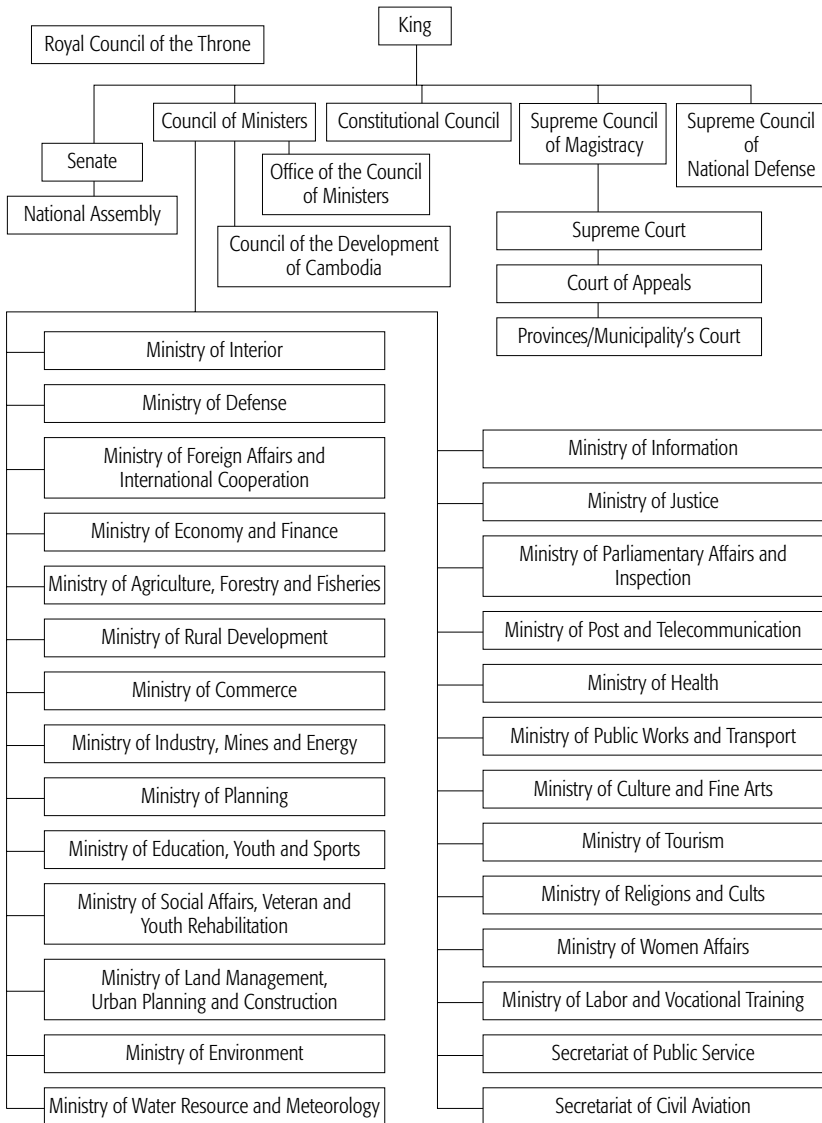 King
Royal Council of the Throne
Council of Ministers
Constitutional Council
Supreme Council
of Magistracy
Supreme Council
of
National Defense
Senate
Office of the Council
of Ministers
National Assembly
Council of the Development
of Cambodia
Supreme Court
Court of Appeals
Provinces/Municipality's Court
Ministry of Interior
Ministry of Defense
Ministry of Foreign Affairs and
International Cooperation
Ministry of Economy and Finance
Ministry of Agriculture, Forestry and Fisheries
Ministry of Rural Development
Ministry of Commerce
Ministry of Industry, Mines and Energy
Ministry of Planning
Ministry of Education, Youth and Sports
Ministry of Social Affairs, Veteran and
Youth Rehabilitation
Ministry of Land Management,
Urban Planning and Construction
Ministry of Environment
Ministry of Water Resource and Meteorology
Ministry of Information
Ministry of Justice
Ministry of Parliamentary Affairs and
Inspection
Ministry of Post and Telecommunication
Ministry of Health
Ministry of Public Works and Transport
Ministry of Culture and Fine Arts
Ministry of Tourism
Ministry of Religions and Cults
Ministry of Women Affairs
Ministry of Labor and Vocational Training
Secretariat of Public Service
Secretariat of Civil Aviation